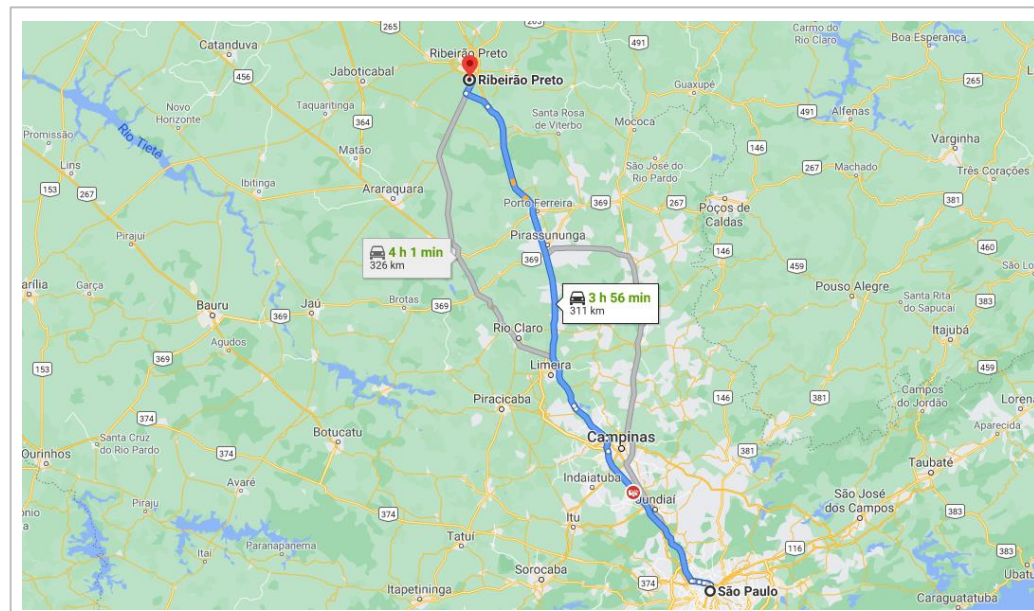 265
265
491
Carmo do
Rio Claro
Boa Esperança
Catanduva
Ribeirão Preto
Ribeirão Preto
456
Jaboticabal
Guaxupé
265
Taquaritinga
Novo
Horizonte
364
Santa Rosa
de Viterbo
Mococa
491
Alfenas
Promissão
Rio Tietê
Matão
146
Varginha
Lins
153
267
Ibitinga
Araraquara
São José do
Rio Pardo
Machado
Três Corações
267
Porto Ferreira
369
Poços de
Caldas
381
Pirajuí
Pirassununga
4 h 1 min
326 km
369
146
460
São Lo
459
arília
Garça
3 h 56 min
311 km
Pouso Alegre
Bauru
Jaú
Brotas
369
Santa Rita
do Sapucaí
383
369
Rio Claro
Itajubá
Agudos
153
369
Limeira
Campos
do Jordão
374
Piracicaba
381
146
Lorena
Aparecida
Santa Cruz
do Rio Pardo
374
Botucatu
Campinas
381
Ourinhos
Taubaté
Indaiatuba
Avaré
Jundiaí
São José
dos Campos
383
Piraju
374
Itu
onio
a
Tatuí
116
383
Itaí
Paranapanema
Sorocaba
374
São Paulo
Ubatu
Itapetininga
Caraguatatuba